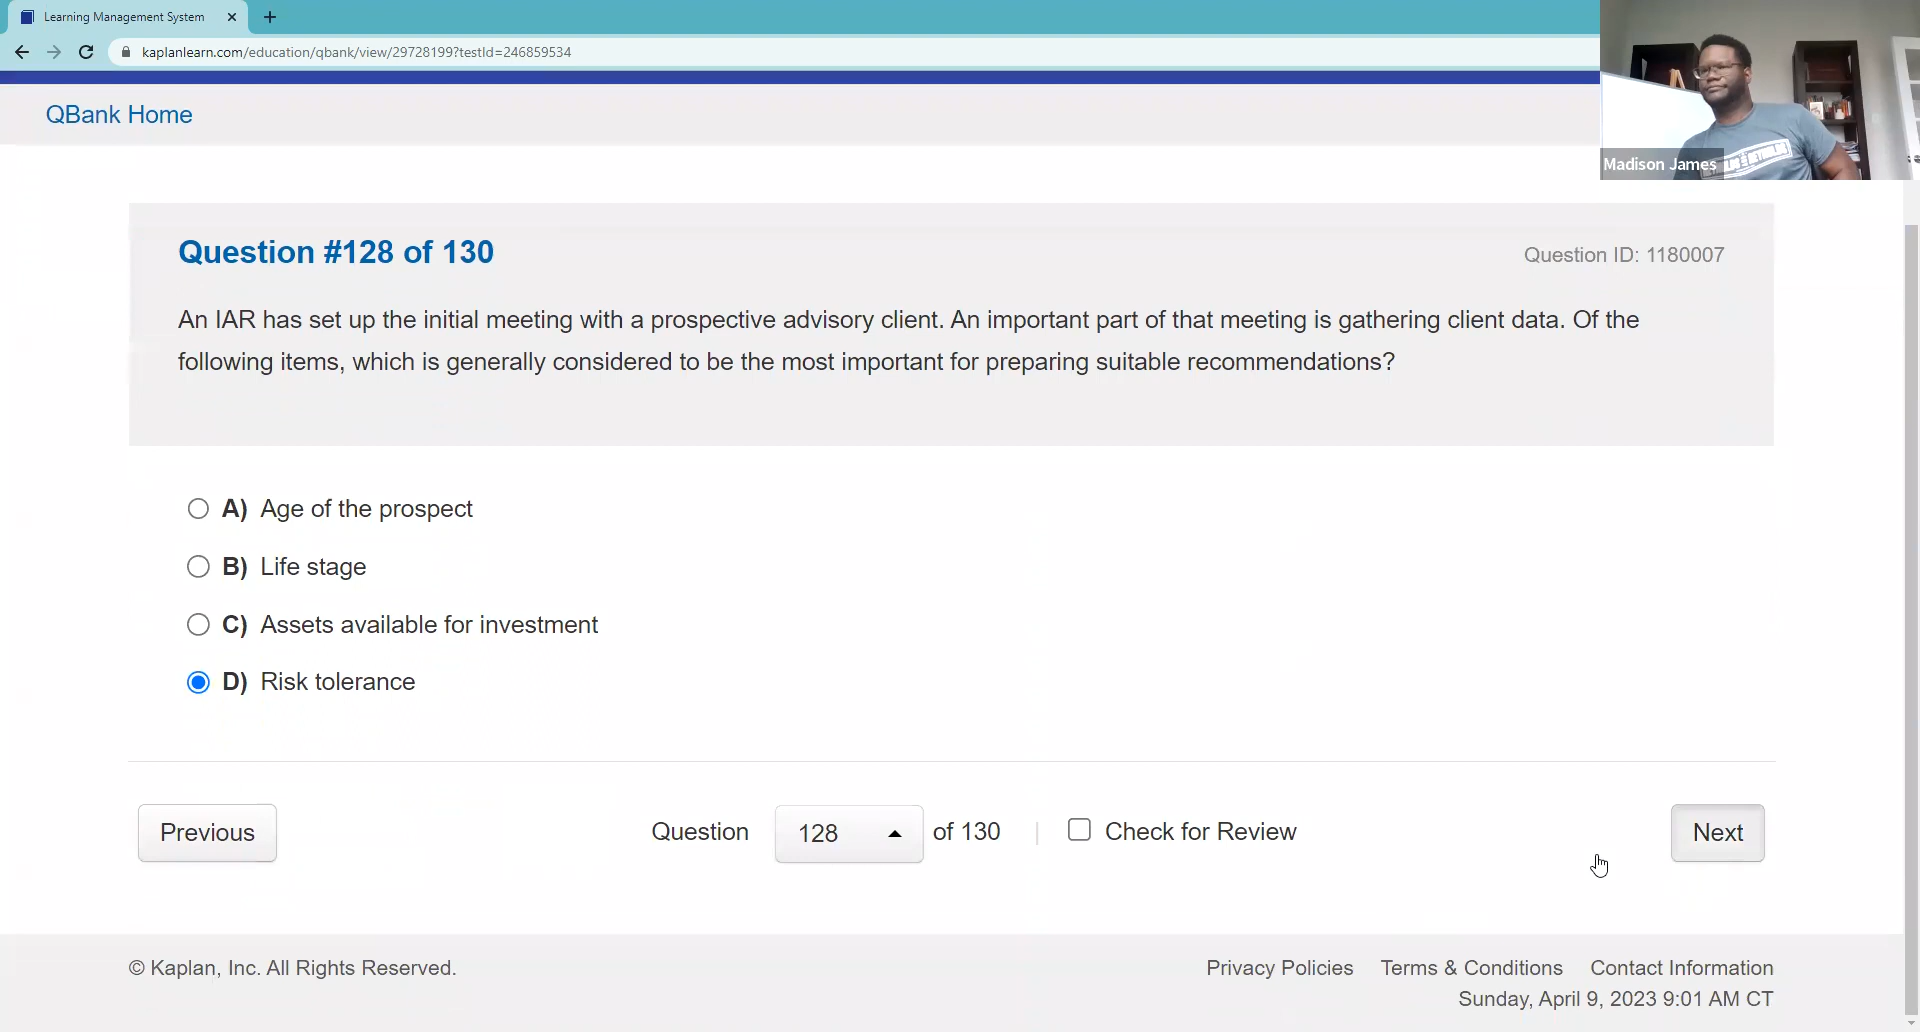 Learning Management System
kaplanlearn.com/education/qbank/view/29728199?testId=246859534
Madison James
QBank Home
Question #128 of 130
Question ID: 1180007
An IAR has set up the initial meeting with a prospective advisory client. An important part of that meeting is gathering client data. Of the
following items, which is generally considered to be the most important for preparing suitable recommendations?
A) Age of the prospect
B) Life stage
C) Assets available for investment
D) Risk tolerance
Previous
Question 128 of 130 | Check for Review
Next
© Kaplan, Inc. All Rights Reserved.
Privacy Policies Terms & Conditions Contact Information
Sunday, April 9, 2023 9:01 AM CT